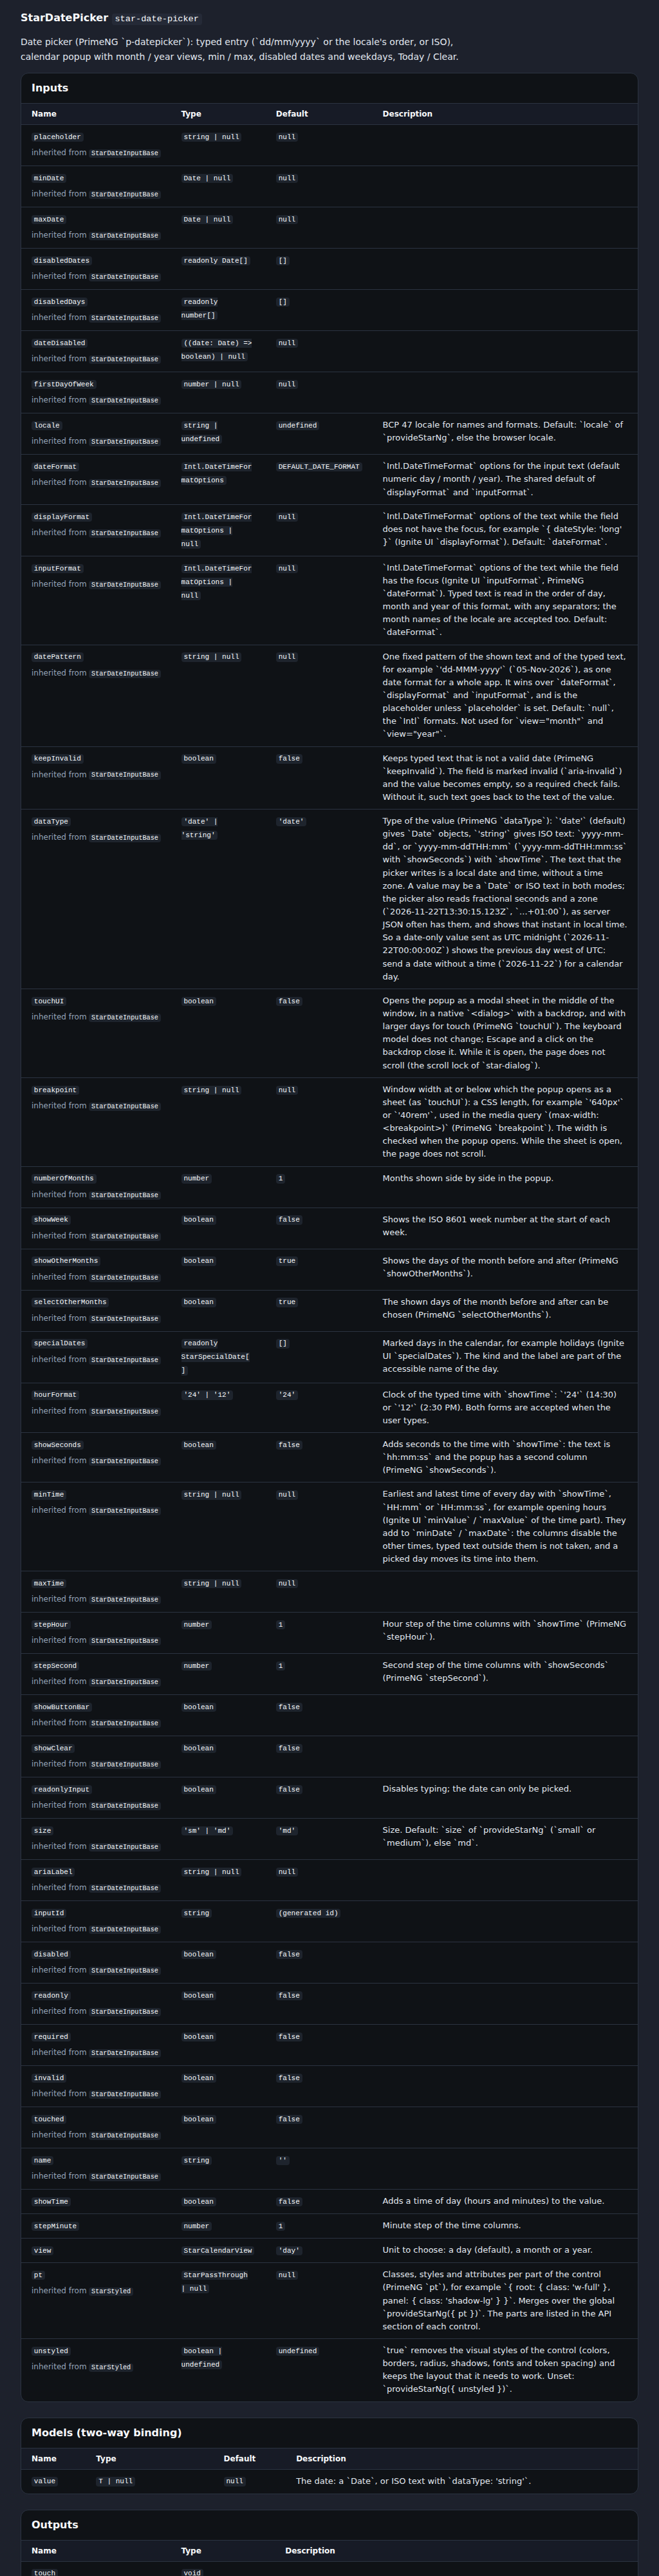 StarDatePicker star-date-picker
Date picker (PrimeNG `p-datepicker`): typed entry (`dd/mm/yyyy` or the locale's order, or ISO),
calendar popup with month / year views, min / max, disabled dates and weekdays, Today / Clear.
Inputs
Name Type Default Description
placeholder string | null null
inherited from StarDateInputBase
minDate Date | null null
inherited from StarDateInputBase
maxDate Date | null null
inherited from StarDateInputBase
disabledDates readonly Date[] []
inherited from StarDateInputBase
disabledDays readonly []
number[]
inherited from StarDateInputBase
dateDisabled ((date: Date) => null
boolean) | null
inherited from StarDateInputBase
firstDayOfWeek number | null null
inherited from StarDateInputBase
locale string | undefined BCP 47 locale for names and formats. Default: `locale` of
undefined `provideStarNg`, else the browser locale.
inherited from StarDateInputBase
dateFormat Intl.DateTimeFor DEFAULT_DATE_FORMAT `Intl.DateTimeFormat` options for the input text (default
matOptions numeric day / month / year). The shared default of
inherited from StarDateInputBase
`displayFormat` and `inputFormat`.
displayFormat Intl.DateTimeFor null `Intl.DateTimeFormat` options of the text while the field
matOptions | does not have the focus, for example `{ dateStyle: 'long'
inherited from StarDateInputBase
null }` (Ignite UI `displayFormat`). Default: `dateFormat`.
inputFormat Intl.DateTimeFor null `Intl.DateTimeFormat` options of the text while the field
matOptions | has the focus (Ignite UI `inputFormat`, PrimeNG
inherited from StarDateInputBase
null `dateFormat`). Typed text is read in the order of day,
month and year of this format, with any separators; the
month names of the locale are accepted too. Default:
`dateFormat`.
datePattern string | null null One fixed pattern of the shown text and of the typed text,
inherited from StarDateInputBase for example `'dd-MMM-yyyy'` (`05-Nov-2026`), as one
date format for a whole app. It wins over `dateFormat`,
`displayFormat` and `inputFormat`, and is the
placeholder unless `placeholder` is set. Default: `null`,
the `Intl` formats. Not used for `view="month"` and
`view="year"`.
keepInvalid boolean false Keeps typed text that is not a valid date (PrimeNG
inherited from StarDateInputBase `keepInvalid`). The field is marked invalid (`aria-invalid`)
and the value becomes empty, so a required check fails.
Without it, such text goes back to the text of the value.
dataType 'date' | 'date' Type of the value (PrimeNG `dataType`): `'date'` (default)
'string' gives `Date` objects, `'string'` gives ISO text: `yyyy-mm-
inherited from StarDateInputBase
dd`, or `yyyy-mm-ddTHH:mm` (`yyyy-mm-ddTHH:mm:ss`
with `showSeconds`) with `showTime`. The text that the
picker writes is a local date and time, without a time
zone. A value may be a `Date` or ISO text in both modes;
the picker also reads fractional seconds and a zone
(`2026-11-22T13:30:15.123Z`, `...+01:00`), as server
JSON often has them, and shows that instant in local time.
So a date-only value sent as UTC midnight (`2026-11-
22T00:00:00Z`) shows the previous day west of UTC:
send a date without a time (`2026-11-22`) for a calendar
day.
touchUI boolean false Opens the popup as a modal sheet in the middle of the
inherited from StarDateInputBase window, in a native `<dialog>` with a backdrop, and with
larger days for touch (PrimeNG `touchUI`). The keyboard
model does not change; Escape and a click on the
backdrop close it. While it is open, the page does not
scroll (the scroll lock of `star-dialog`).
breakpoint string | null null Window width at or below which the popup opens as a
inherited from StarDateInputBase sheet (as `touchUI`): a CSS length, for example `'640px'`
or `'40rem'`, used in the media query `(max-width:
<breakpoint>)` (PrimeNG `breakpoint`). The width is
checked when the popup opens. While the sheet is open,
the page does not scroll.
numberOfMonths number 1 Months shown side by side in the popup.
inherited from StarDateInputBase
showWeek boolean false Shows the ISO 8601 week number at the start of each
inherited from StarDateInputBase week.
showOtherMonths boolean true Shows the days of the month before and after (PrimeNG
inherited from StarDateInputBase `showOtherMonths`).
selectOtherMonths boolean true The shown days of the month before and after can be
inherited from StarDateInputBase chosen (PrimeNG `selectOtherMonths`).
specialDates readonly [] Marked days in the calendar, for example holidays (Ignite
StarSpecialDate[ UI `specialDates`). The kind and the label are part of the
inherited from StarDateInputBase
] accessible name of the day.
hourFormat '24' | '12' '24' Clock of the typed time with `showTime`: `'24'` (14:30)
inherited from StarDateInputBase or `'12'` (2:30 PM). Both forms are accepted when the
user types.
showSeconds boolean false Adds seconds to the time with `showTime`: the text is
inherited from StarDateInputBase `hh:mm:ss` and the popup has a second column
(PrimeNG `showSeconds`).
minTime string | null null Earliest and latest time of every day with `showTime`,
inherited from StarDateInputBase `HH:mm` or `HH:mm:ss`, for example opening hours
(Ignite UI `minValue` / `maxValue` of the time part). They
add to `minDate` / `maxDate`: the columns disable the
other times, typed text outside them is not taken, and a
picked day moves its time into them.
maxTime string | null null
inherited from StarDateInputBase
stepHour number 1 Hour step of the time columns with `showTime` (PrimeNG
inherited from StarDateInputBase `stepHour`).
stepSecond number 1 Second step of the time columns with `showSeconds`
inherited from StarDateInputBase (PrimeNG `stepSecond`).
showButtonBar boolean false
inherited from StarDateInputBase
showClear boolean false
inherited from StarDateInputBase
readonlyInput boolean false Disables typing; the date can only be picked.
inherited from StarDateInputBase
size 'sm' | 'md' 'md' Size. Default: `size` of `provideStarNg` (`small` or
inherited from StarDateInputBase `medium`), else `md`.
ariaLabel string | null null
inherited from StarDateInputBase
inputId string (generated id)
inherited from StarDateInputBase
disabled boolean false
inherited from StarDateInputBase
readonly boolean false
inherited from StarDateInputBase
required boolean false
inherited from StarDateInputBase
invalid boolean false
inherited from StarDateInputBase
touched boolean false
inherited from StarDateInputBase
name string ''
inherited from StarDateInputBase
showTime boolean false Adds a time of day (hours and minutes) to the value.
stepMinute number 1 Minute step of the time columns.
view StarCalendarView 'day' Unit to choose: a day (default), a month or a year.
pt StarPassThrough null Classes, styles and attributes per part of the control
| null (PrimeNG `pt`), for example `{ root: { class: 'w-full' },
inherited from StarStyled
panel: { class: 'shadow-lg' } }`. Merges over the global
`provideStarNg({ pt })`. The parts are listed in the API
section of each control.
unstyled boolean | undefined `true` removes the visual styles of the control (colors,
undefined borders, radius, shadows, fonts and token spacing) and
inherited from StarStyled
keeps the layout that it needs to work. Unset:
`provideStarNg({ unstyled })`.
Models (two-way binding)
Name Type Default Description
value T | null null The date: a `Date`, or ISO text with `dataType: 'string'`.
Outputs
Name Type Description
touch void